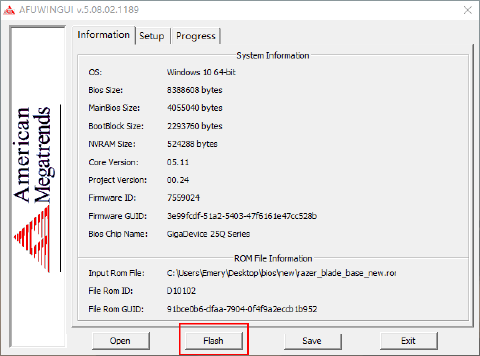 AFUWINGUI v.5.08.02.1189
Information Setup Progress
American
Megatrends
System Information
OS: Windows 10 64-bit
Bios Size: 8388608 bytes
MainBios Size: 4055040 bytes
BootBlock Size: 2293760 bytes
NVRAM Size: 524288 bytes
Core Version: 05.11
Project Version: 00.24
Firmware ID: 7559024
Firmware GUID: 3e99fcdf-51a2-5403-47f6161e47cc528b
Bios Chip Name: GigaDevice 25Q Series
ROM File Information
Input Rom File: C:\Users\Emery\Desktop\bios\new\razer_blade_base_new.ror
File Rom ID: D10102
File Rom GUID: 91bce0b6-dfaa-7904-0f4f9a2eccb1b952
Open Flash Save Exit